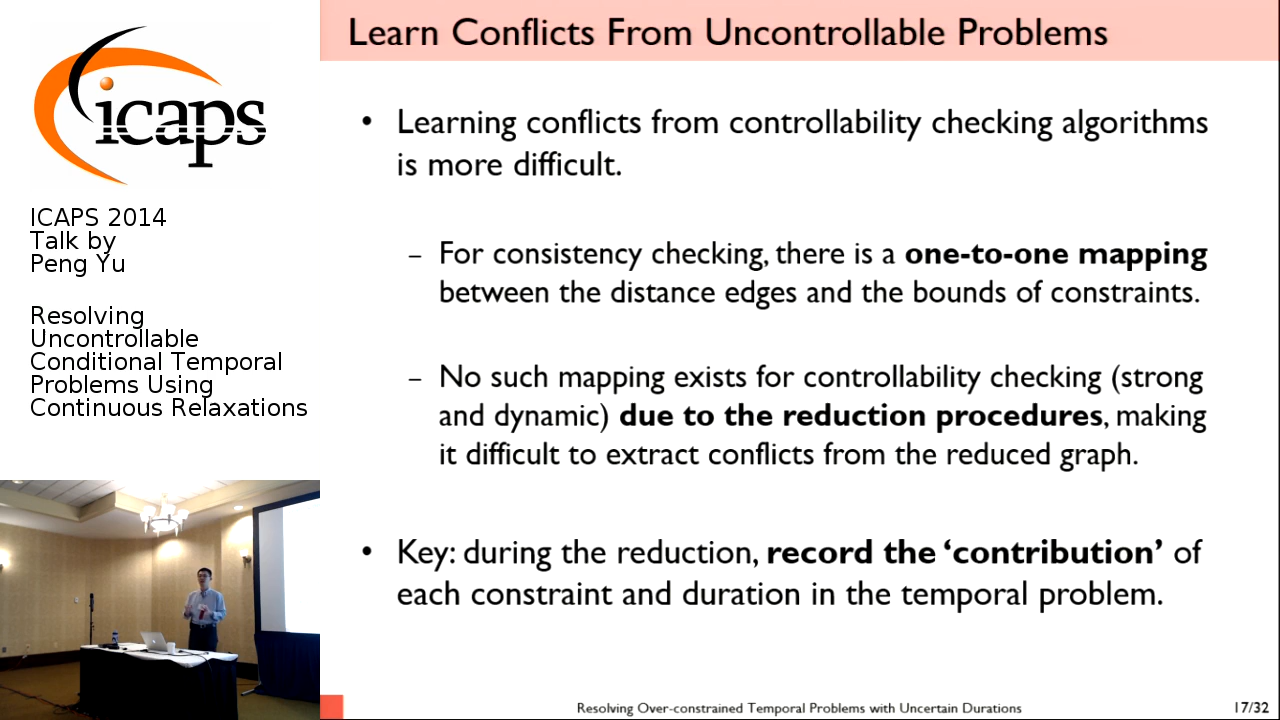 icaps
ICAPS 2014
Talk by
Peng Yu
Resolving
Uncontrollable
Conditional Temporal
Problems Using
Continuous Relaxations
Learn Conflicts From Uncontrollable Problems
• Learning conflicts from controllability checking algorithms
is more difficult.
– For consistency checking, there is a one-to-one mapping
between the distance edges and the bounds of constraints.
– No such mapping exists for controllability checking (strong
and dynamic) due to the reduction procedures, making
it difficult to extract conflicts from the reduced graph.
• Key: during the reduction, record the ‘contribution’ of
each constraint and duration in the temporal problem.
Resolving Over-constrained Temporal Problems with Uncertain Durations
17/32